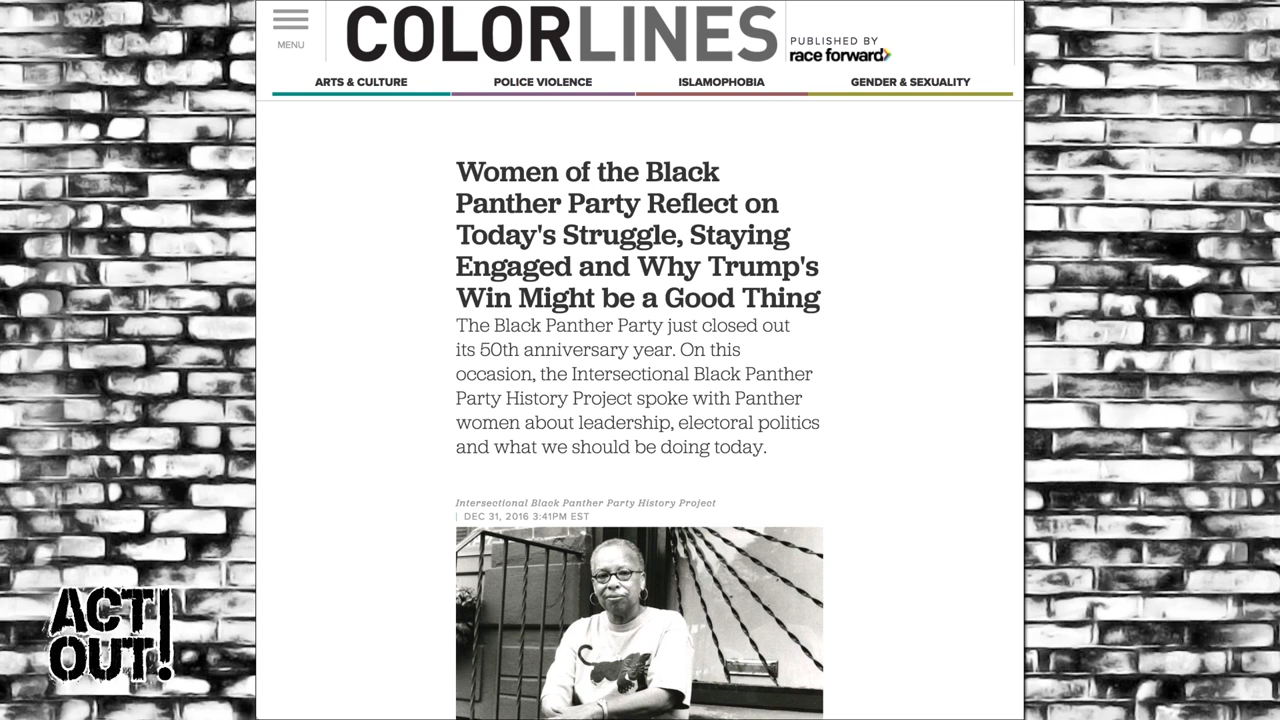 MENU
COLORLINES
PUBLISHED BY
race forward
ARTS & CULTURE
POLICE VIOLENCE
ISLAMOPHOBIA
GENDER & SEXUALITY
Women of the Black
Panther Party Reflect on
Today's Struggle, Staying
Engaged and Why Trump's
Win Might be a Good Thing
The Black Panther Party just closed out
its 50th anniversary year. On this
occasion, the Intersectional Black Panther
Party History Project spoke with Panther
women about leadership, electoral politics
and what we should be doing today.
Intersectional Black Panther Party History Project
DEC 31, 2016 3:41PM EST
ACT
OUT!